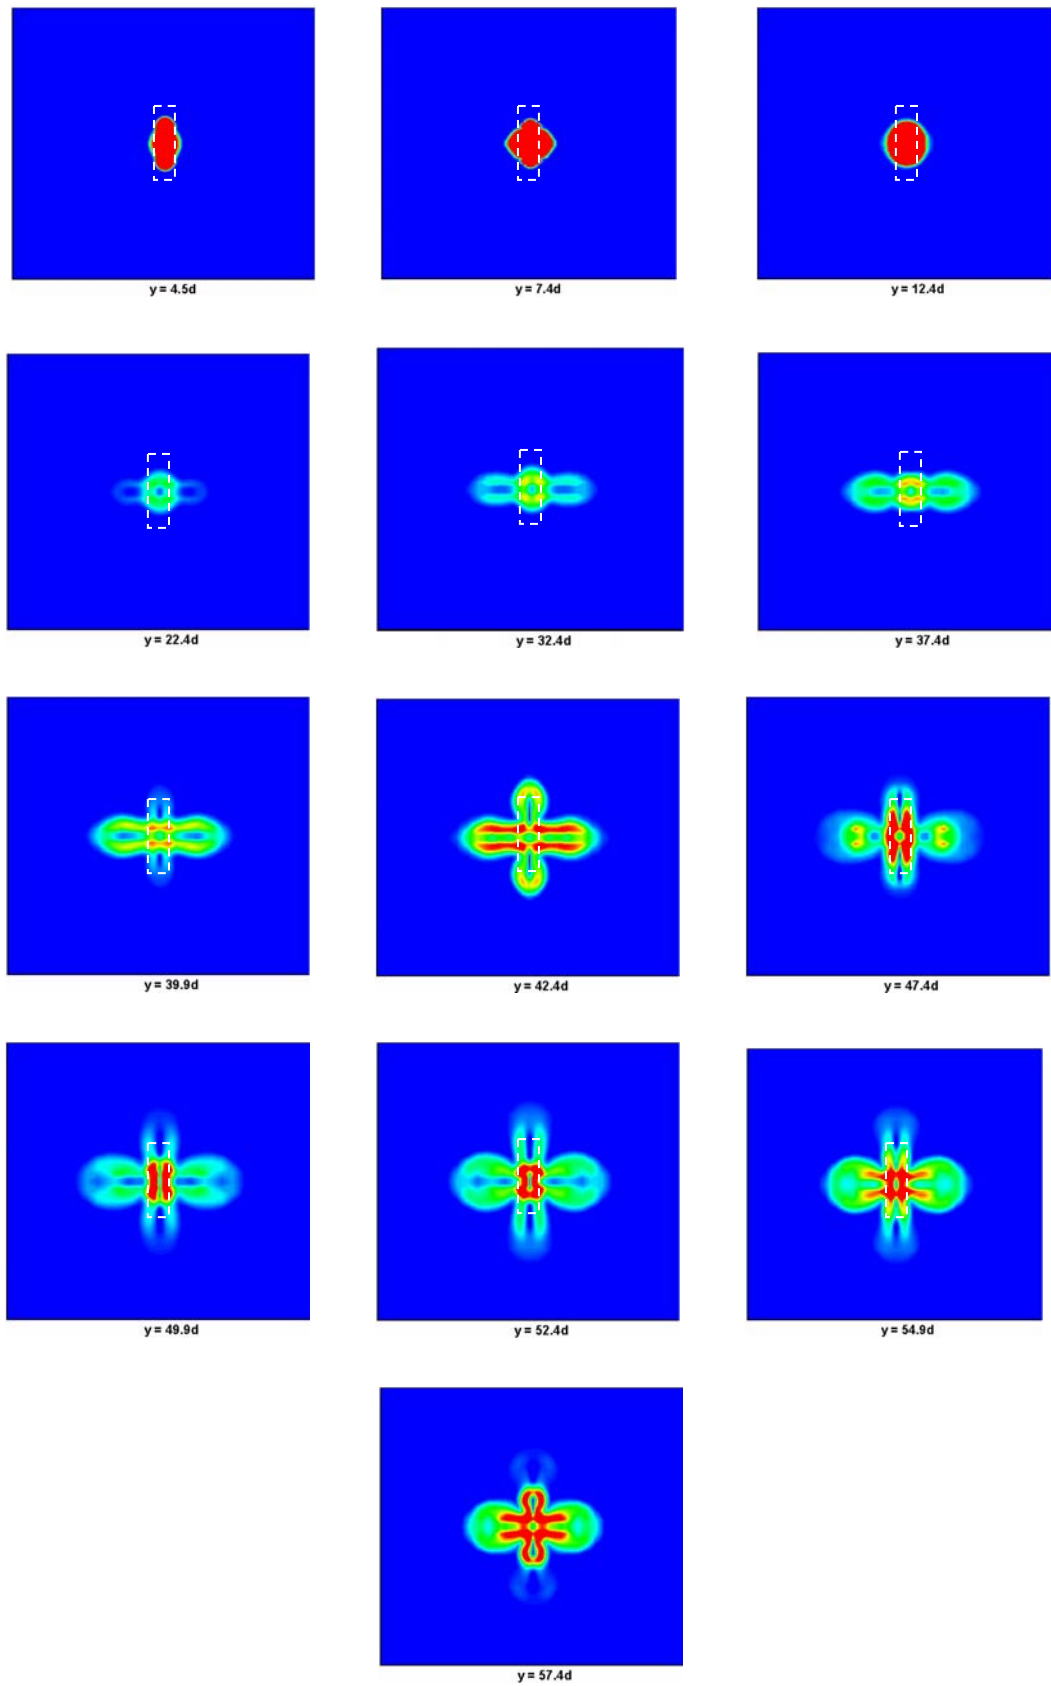 y = 4.5d
y = 7.4d
y = 12.4d
y = 22.4d
y = 32.4d
y = 37.4d
y = 39.9d
y = 42.4d
y = 47.4d
y = 49.9d
y = 52.4d
y = 54.9d
y = 57.4d